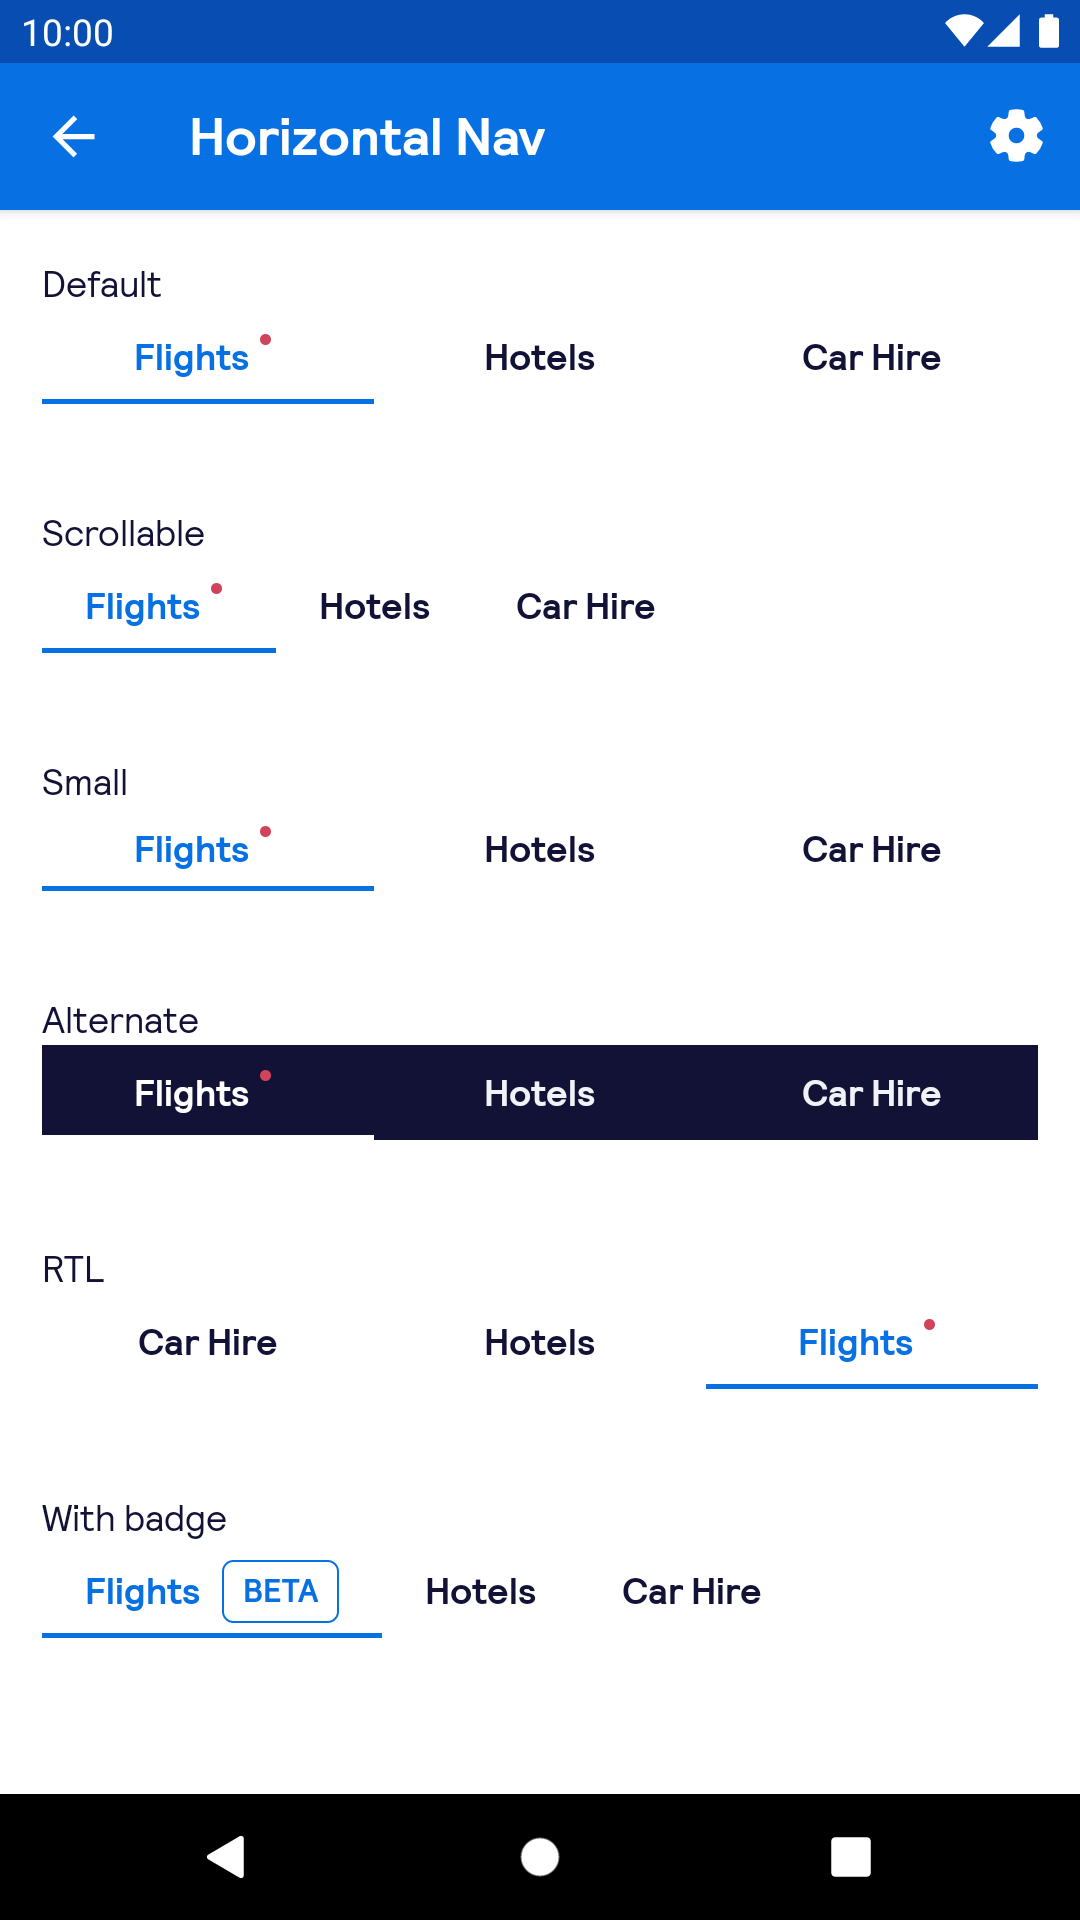 10:00
Horizontal Nav
Default
Flights Hotels Car Hire
Scrollable
Flights Hotels Car Hire
Small
Flights Hotels Car Hire
Alternate
Flights Hotels Car Hire
RTL
Car Hire Hotels Flights
With badge
Flights BETA Hotels Car Hire